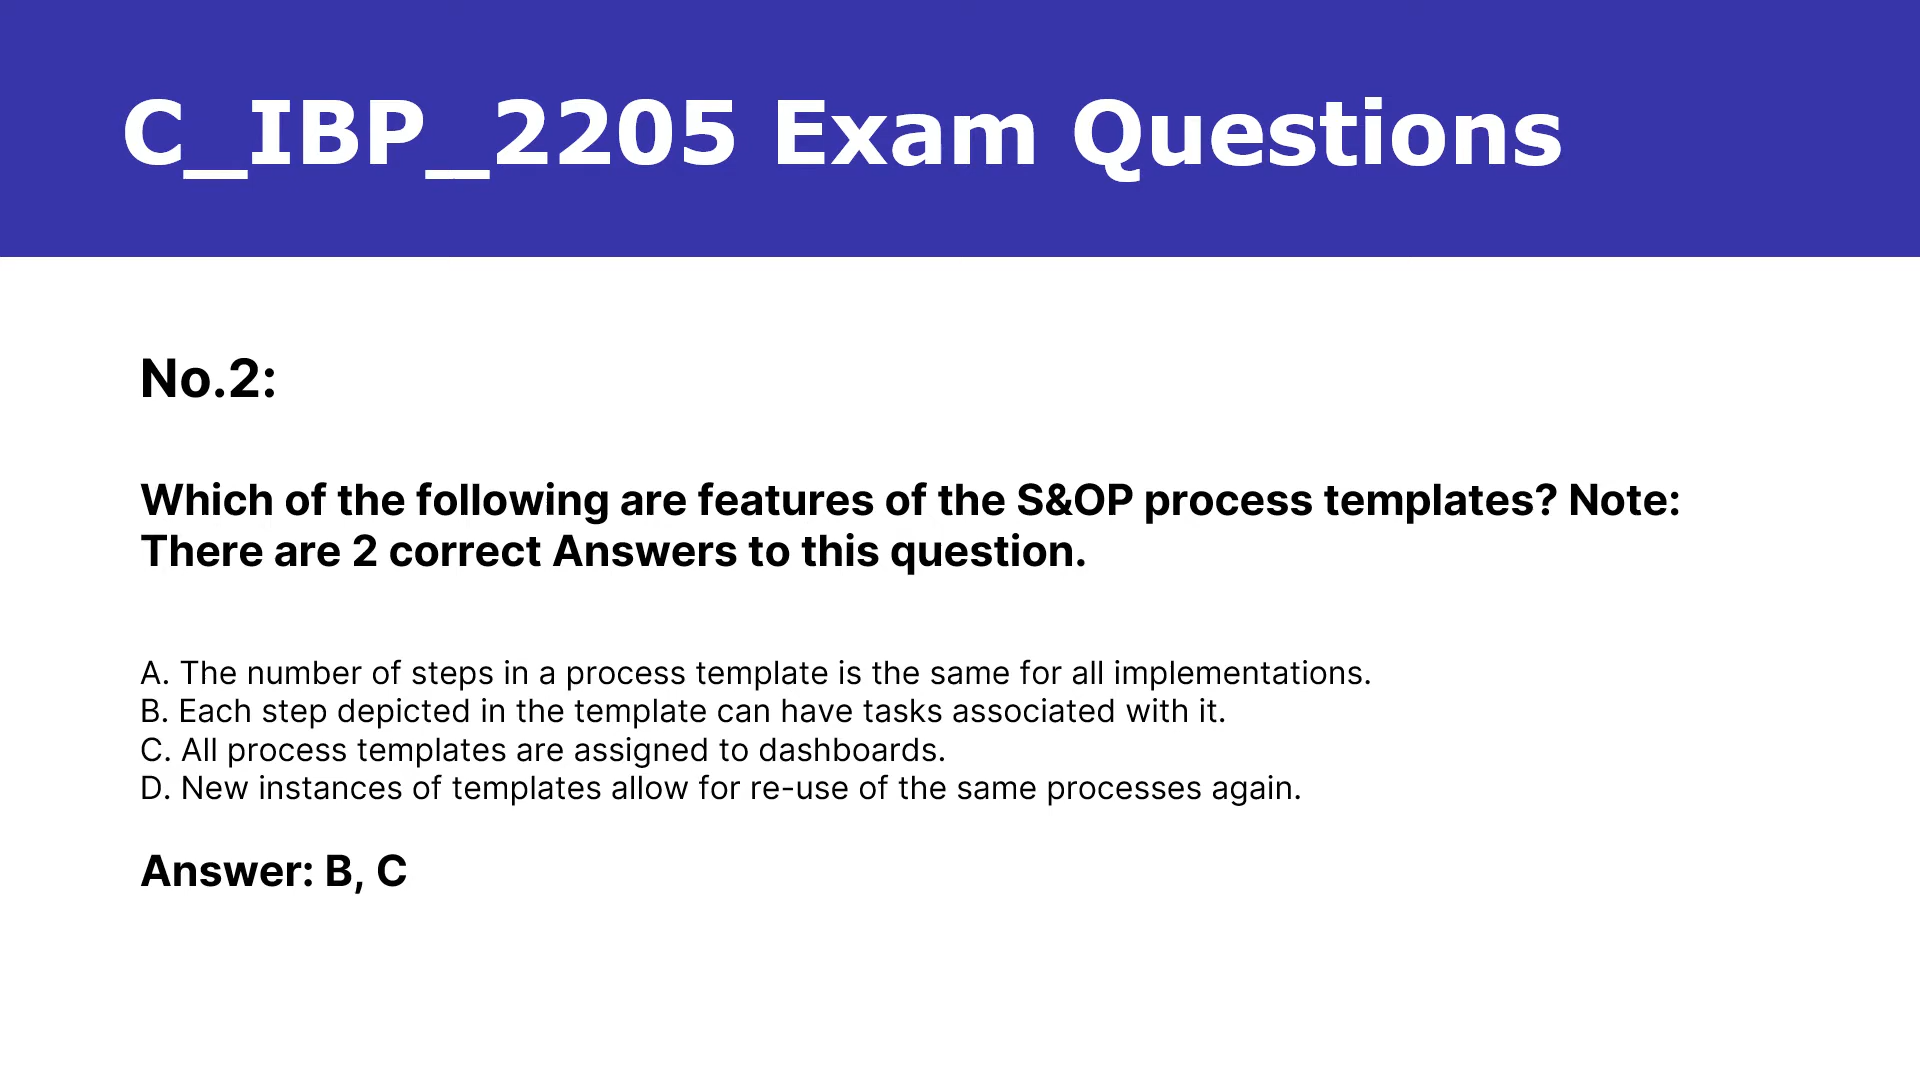 C_IBP_2205 Exam Questions
No.2:
Which of the following are features of the S&OP process templates? Note:
There are 2 correct Answers to this question.
A. The number of steps in a process template is the same for all implementations.
B. Each step depicted in the template can have tasks associated with it.
C. All process templates are assigned to dashboards.
D. New instances of templates allow for re-use of the same processes again.
Answer: B, C